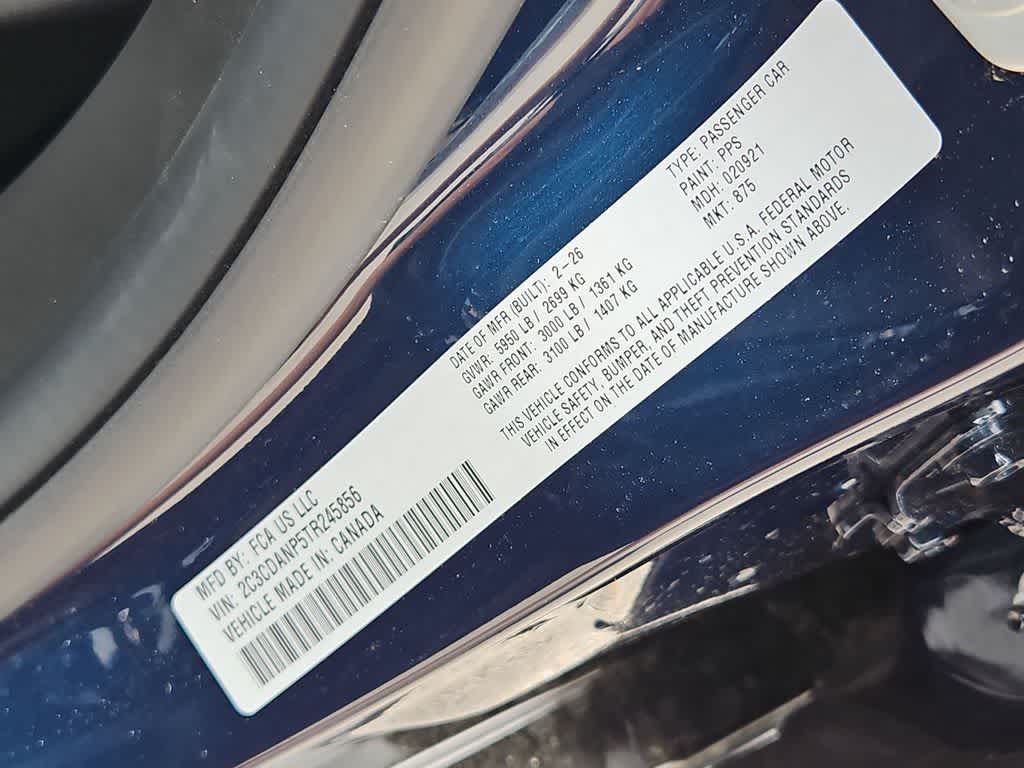 MFD BY: FCA US LLC
VIN: 2C3CDANP5TR245856
VEHICLE MADE IN: CANADA
DATE OF MFR (BUILT): 2-26
GVWR: 5950 LB / 2699 KG
GAWR FRONT: 3000 LB / 1361 KG
GAWR REAR: 3100 LB / 1407 KG
TYPE: PASSENGER CAR
PAINT: PPS
MDH: 020921
MKT: 875
THIS VEHICLE CONFORMS TO ALL APPLICABLE U.S.A. FEDERAL MOTOR
VEHICLE SAFETY, BUMPER, AND THEFT PREVENTION STANDARDS
IN EFFECT ON THE DATE OF MANUFACTURE SHOWN ABOVE.